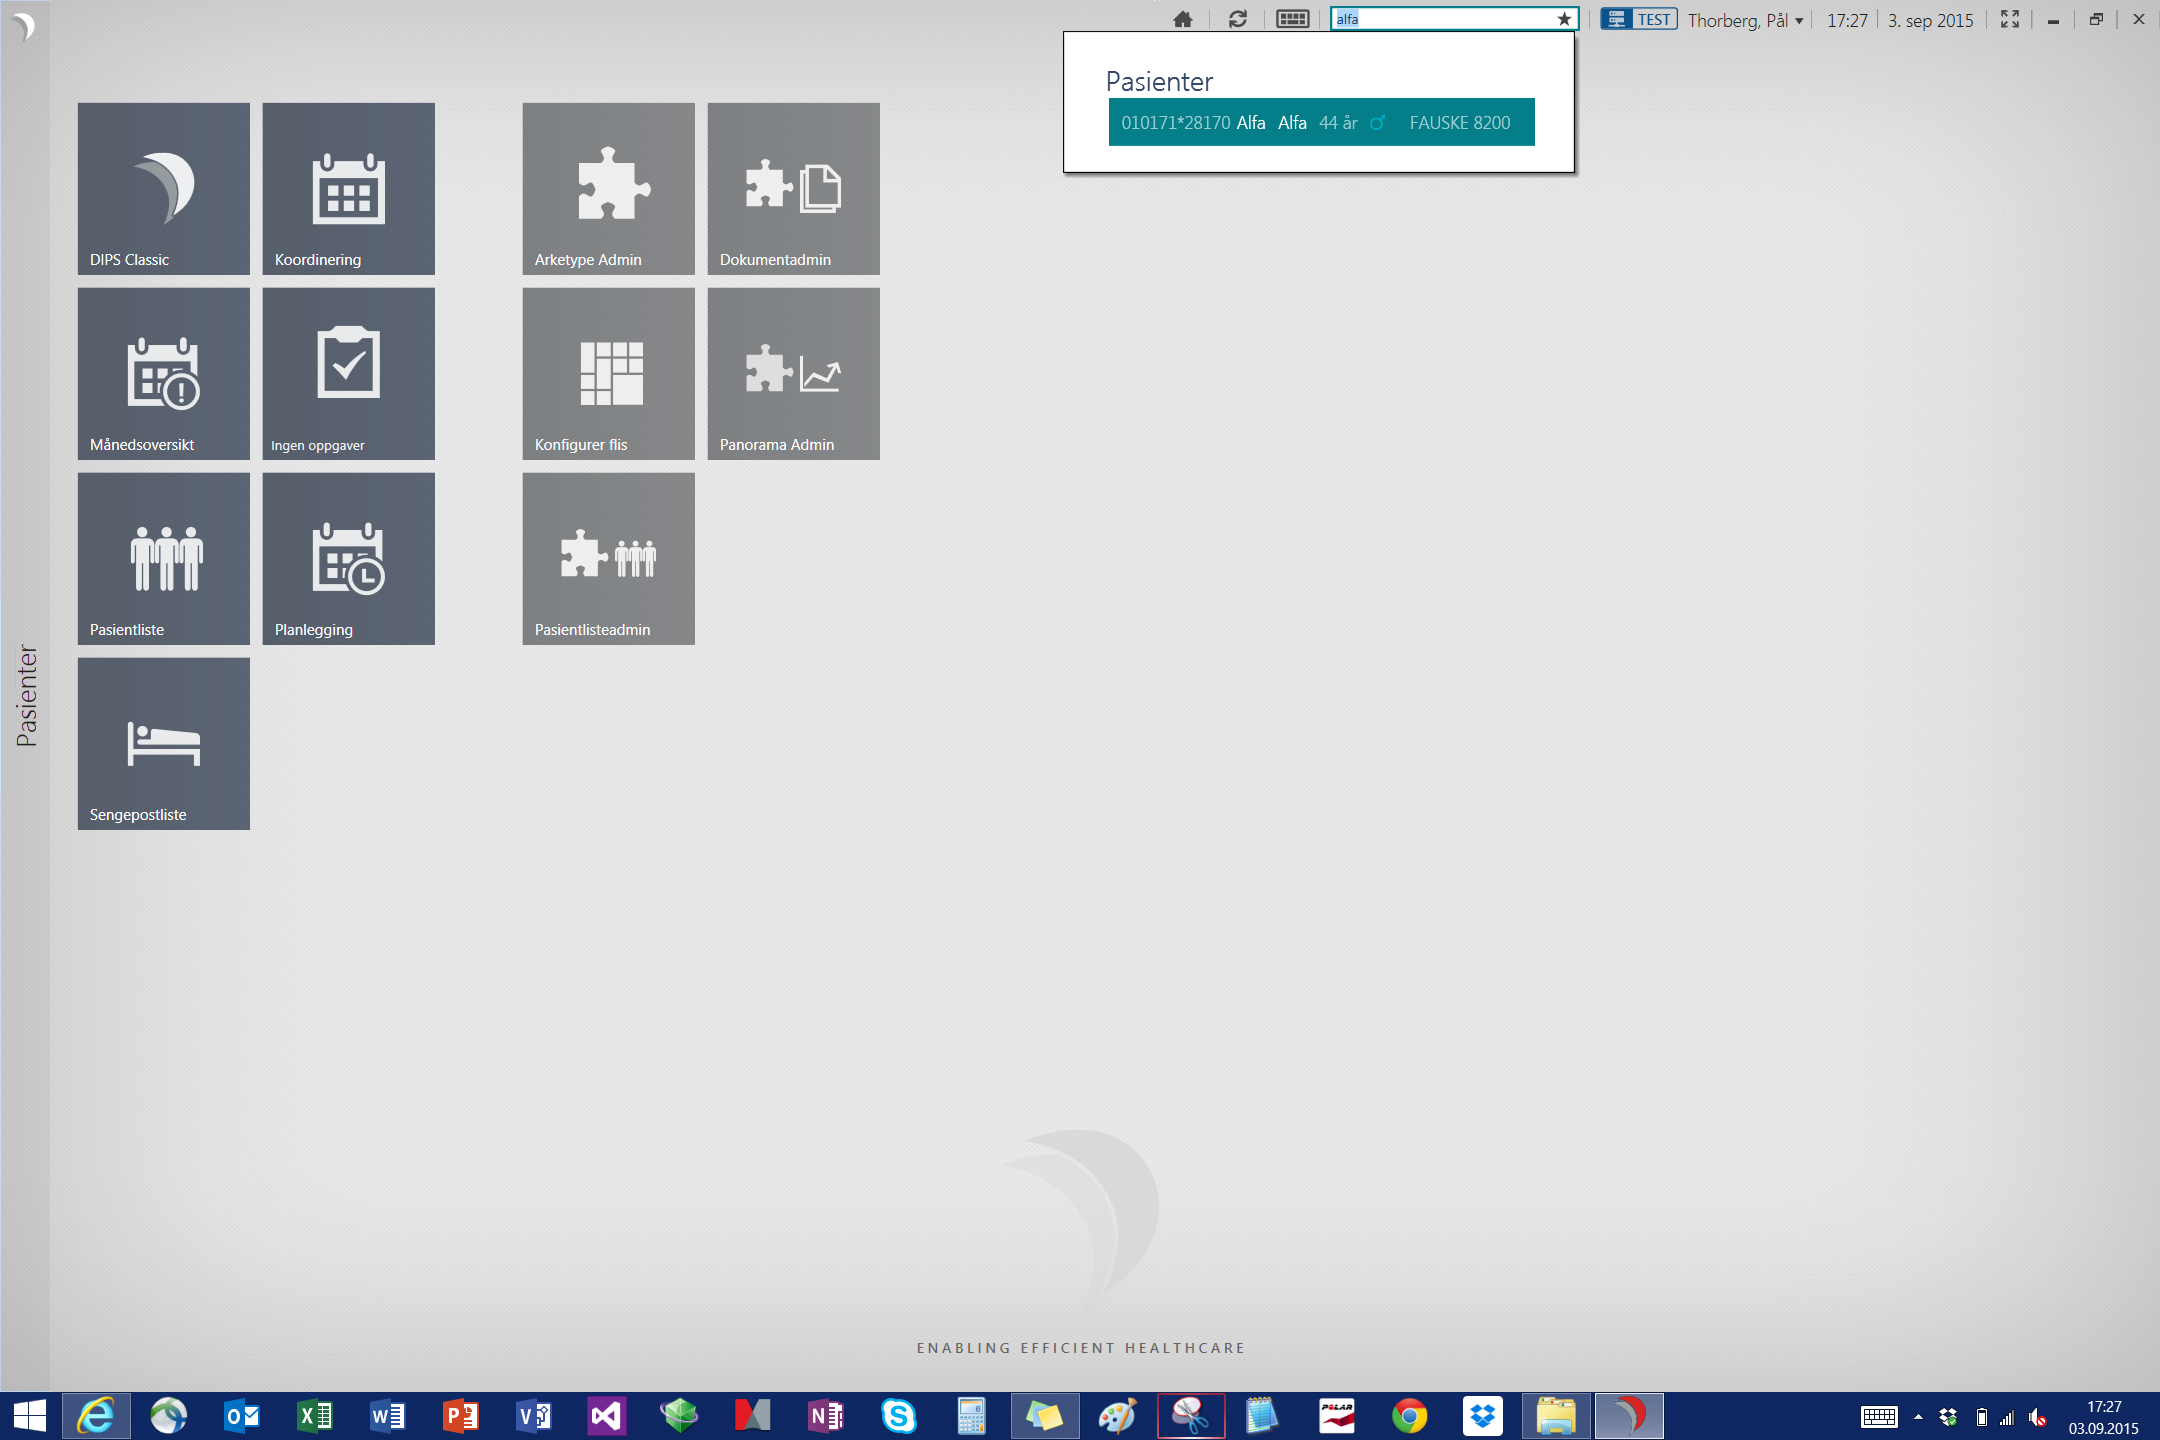 alfa
TEST
Thorberg, Pål
17:27
3. sep 2015
Pasienter
010171*28170 Alfa Alfa 44 år FAUSKE 8200
DIPS Classic
Koordinering
Arketype Admin
Dokumentadmin
Månedsoversikt
Ingen oppgaver
Konfigurer flis
Panorama Admin
Pasientliste
Planlegging
Pasientlisteadmin
Sengepostliste
Pasienter
ENABLING EFFICIENT HEALTHCARE
POLAR
17:27
03.09.2015